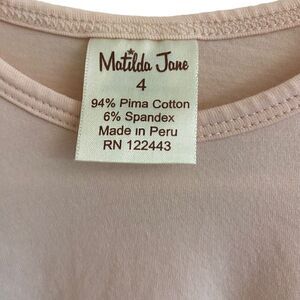 Matilda Jane
4
94% Pima Cotton
6% Spandex
Made in Peru
RN 122443